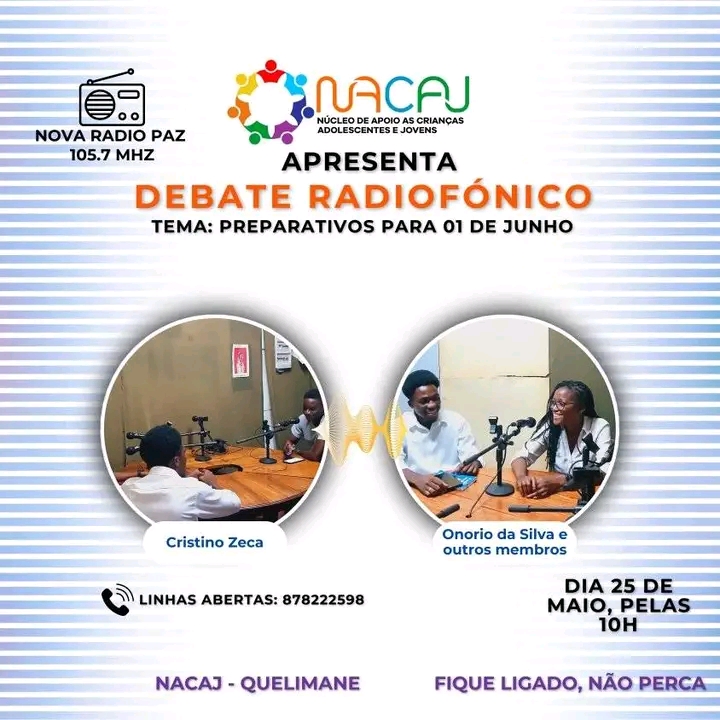 NOVA RADIO PAZ
105.7 MHZ
NACAJ
NÚCLEO DE APOIO AS CRIANÇAS
ADOLESCENTES E JOVENS
APRESENTA
DEBATE RADIOFÓNICO
TEMA: PREPARATIVOS PARA 01 DE JUNHO
Cristino Zeca
Onorio da Silva e
outros membros
LINHAS ABERTAS: 878222598
DIA 25 DE
MAIO, PELAS
10H
NACAJ - QUELIMANE
FIQUE LIGADO, NÃO PERCA